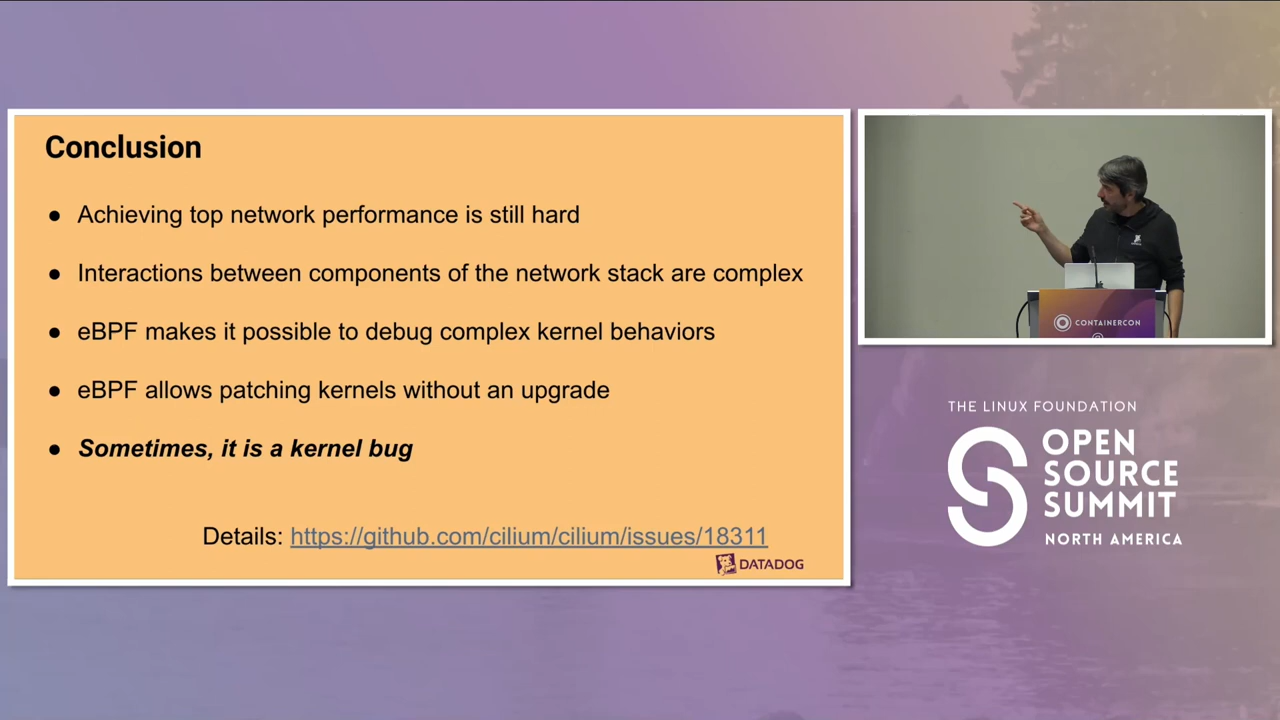 Conclusion
● Achieving top network performance is still hard
● Interactions between components of the network stack are complex
● eBPF makes it possible to debug complex kernel behaviors
● eBPF allows patching kernels without an upgrade
● Sometimes, it is a kernel bug
Details: https://github.com/cilium/cilium/issues/18311
DATADOG
CONTAINERCON
THE LINUX FOUNDATION
OPEN
SOURCE
SUMMIT
NORTH AMERICA